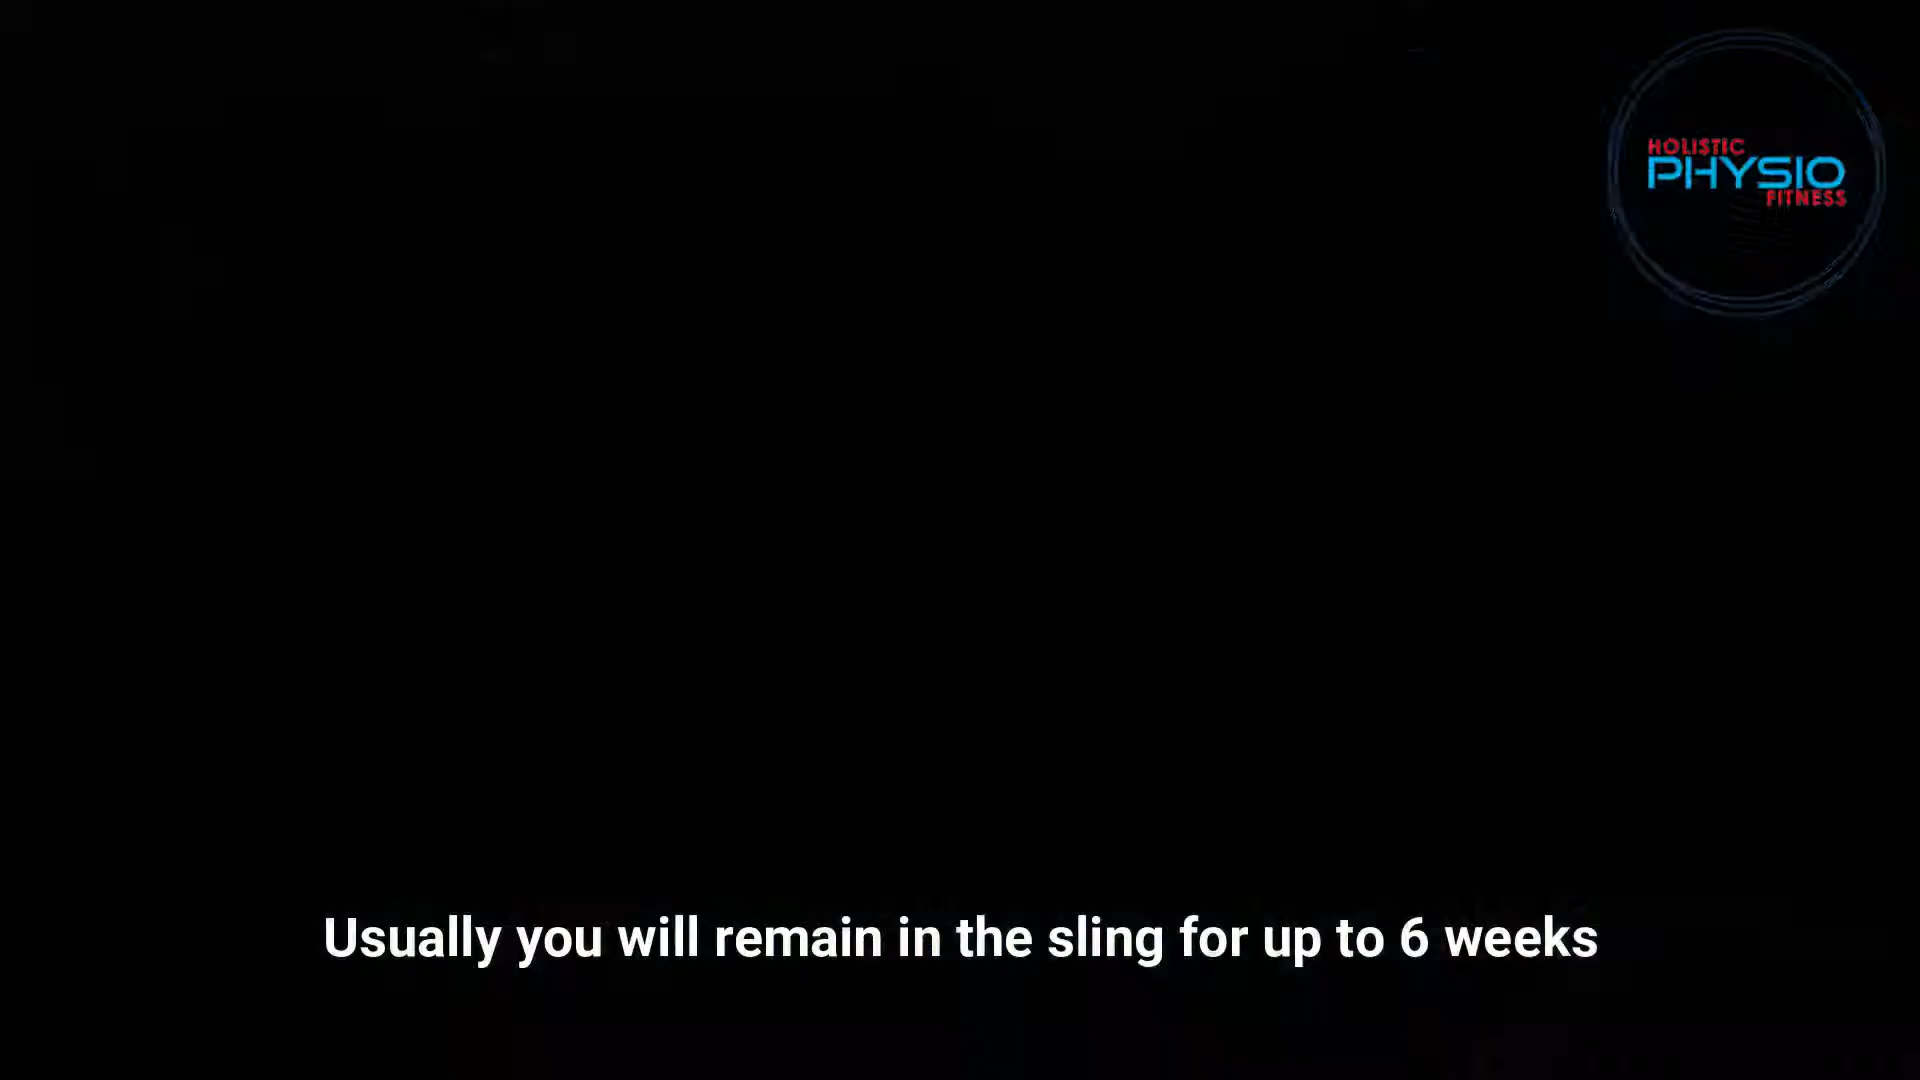 HOLISTIC
PHYSIO
FITNESS
Usually you will remain in the sling for up to 6 weeks